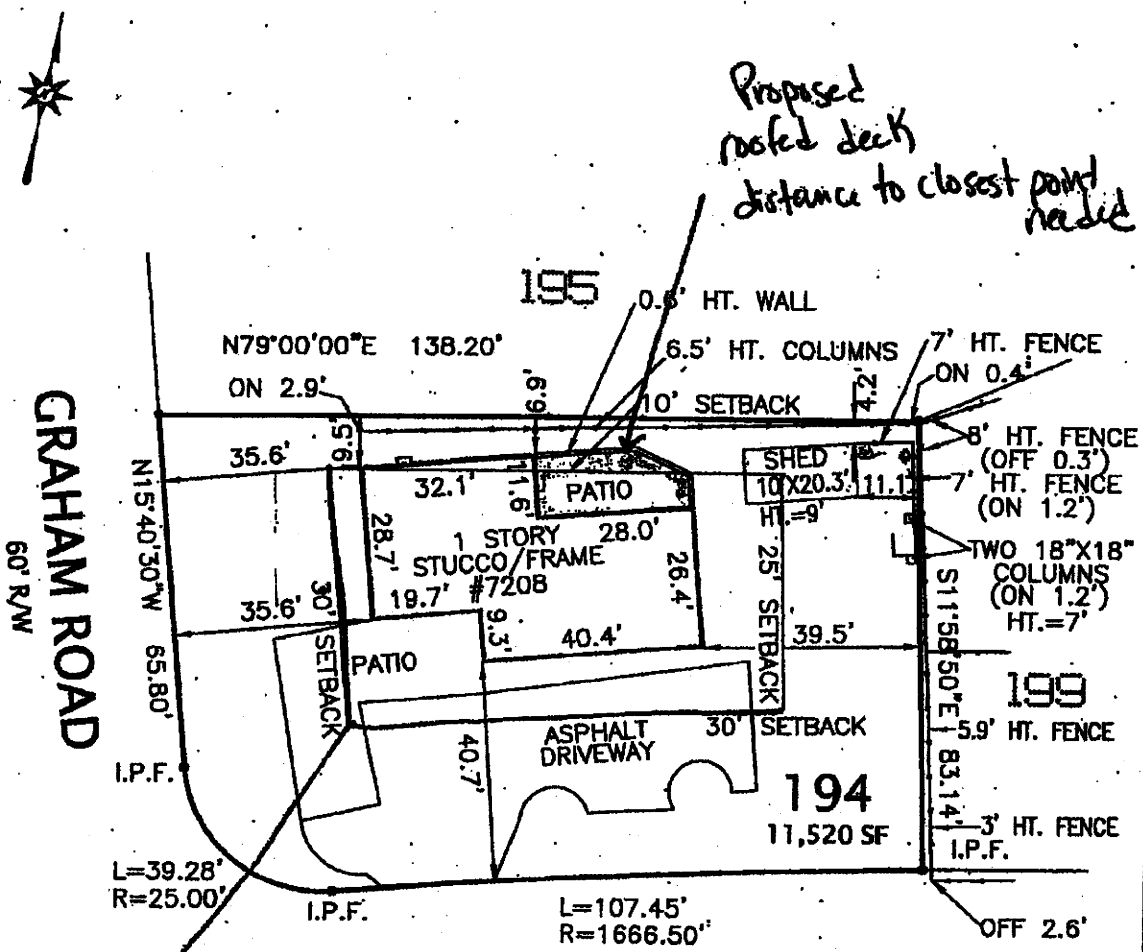 Proposed
roofed deck
distance to closest point
needed
195
0.6' HT. WALL
N79°00'00"E 138.20'
6.5' HT. COLUMNS
7' HT. FENCE
ON 2.9'
ON 0.4'
9.9'
10' SETBACK
4.2'
9.5'
8' HT. FENCE
(OFF 0.3')
35.6'
32.1'
11.6'
PATIO
SHED
10'X20.3'
11.1'
HT.=9'
7' HT. FENCE
(ON 1.2')
GRAHAM ROAD
60' R/W
N15°40'30"W 65.80'
28.7'
1 STORY
STUCCO/FRAME
#7208
28.0'
26.4'
25' SETBACK
TWO 18"X18"
COLUMNS
(ON 1.2')
HT.=7'
35.6'
19.7'
9.3'
40.4'
39.5'
30' SETBACK
PATIO
S11°58'50"E 83.14'
199
ASPHALT
DRIVEWAY
30' SETBACK
5.9' HT. FENCE
40.7'
I.P.F.
194
11,520 SF
3' HT. FENCE
I.P.F.
L=39.28'
R=25.00'
I.P.F.
L=107.45'
R=1666.50'
OFF 2.6'